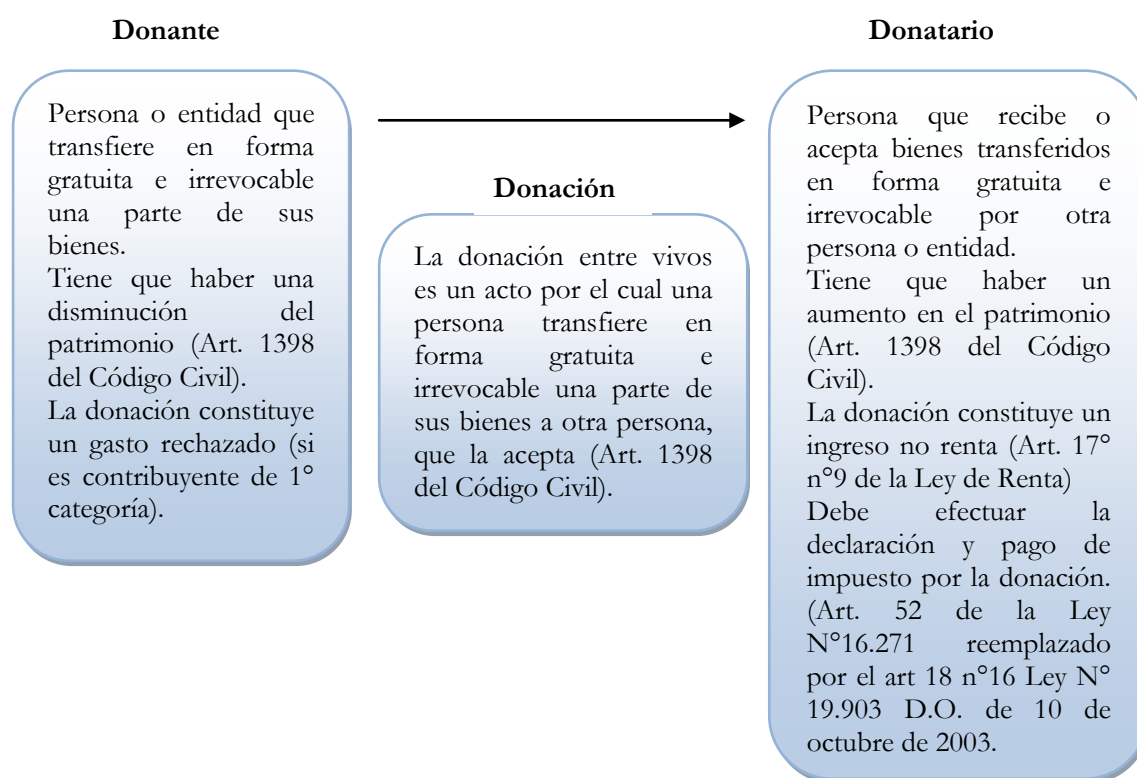 Donante
Persona o entidad que
transfiere en forma
gratuita e irrevocable
una parte de sus
bienes.
Tiene que haber una
disminución del
patrimonio (Art. 1398
del Código Civil).
La donación constituye
un gasto rechazado (si
es contribuyente de 1°
categoría).
Donación
La donación entre vivos
es un acto por el cual una
persona transfiere en
forma gratuita e
irrevocable una parte de
sus bienes a otra persona,
que la acepta (Art. 1398
del Código Civil).
Donatario
Persona que recibe o
acepta bienes transferidos
en forma gratuita e
irrevocable por otra
persona o entidad.
Tiene que haber un
aumento en el patrimonio
(Art. 1398 del Código
Civil).
La donación constituye un
ingreso no renta (Art. 17°
n°9 de la Ley de Renta)
Debe efectuar la
declaración y pago de
impuesto por la donación.
(Art. 52 de la Ley
N°16.271 reemplazado
por el art 18 n°16 Ley N°
19.903 D.O. de 10 de
octubre de 2003.